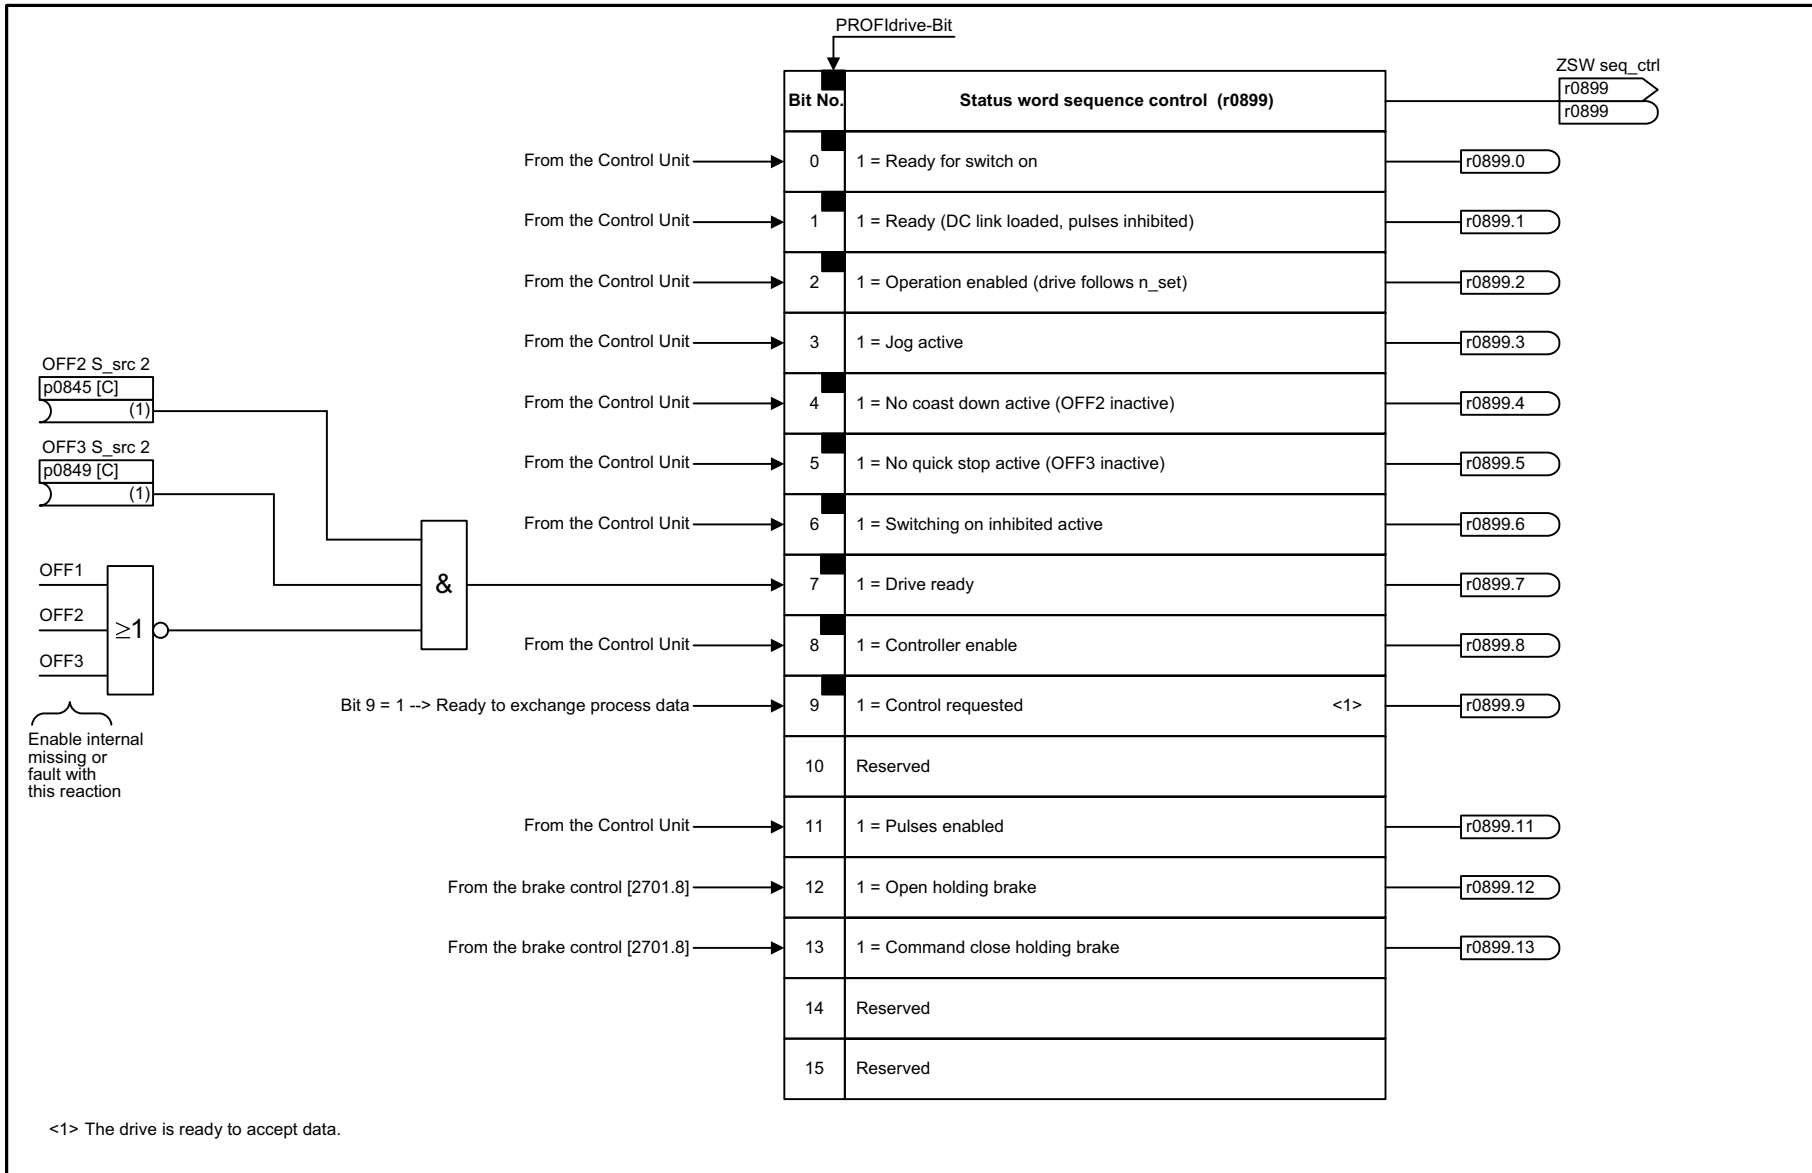 PROFIdrive-Bit
ZSW seq_ctrl
r0899
r0899
Bit No.
Status word sequence control (r0899)
From the Control Unit
0
1 = Ready for switch on
r0899.0
From the Control Unit
1
1 = Ready (DC link loaded, pulses inhibited)
r0899.1
From the Control Unit
2
1 = Operation enabled (drive follows n_set)
r0899.2
From the Control Unit
3
1 = Jog active
r0899.3
OFF2 S_src 2
p0845 [C]
(1)
From the Control Unit
4
1 = No coast down active (OFF2 inactive)
r0899.4
OFF3 S_src 2
p0849 [C]
(1)
From the Control Unit
5
1 = No quick stop active (OFF3 inactive)
r0899.5
From the Control Unit
6
1 = Switching on inhibited active
r0899.6
OFF1
OFF2
OFF3
≥1
&
7
1 = Drive ready
r0899.7
From the Control Unit
8
1 = Controller enable
r0899.8
Bit 9 = 1 --> Ready to exchange process data
9
1 = Control requested <1>
r0899.9
Enable internal
missing or
fault with
this reaction
10
Reserved
From the Control Unit
11
1 = Pulses enabled
r0899.11
From the brake control [2701.8]
12
1 = Open holding brake
r0899.12
From the brake control [2701.8]
13
1 = Command close holding brake
r0899.13
14
Reserved
15
Reserved
<1> The drive is ready to accept data.